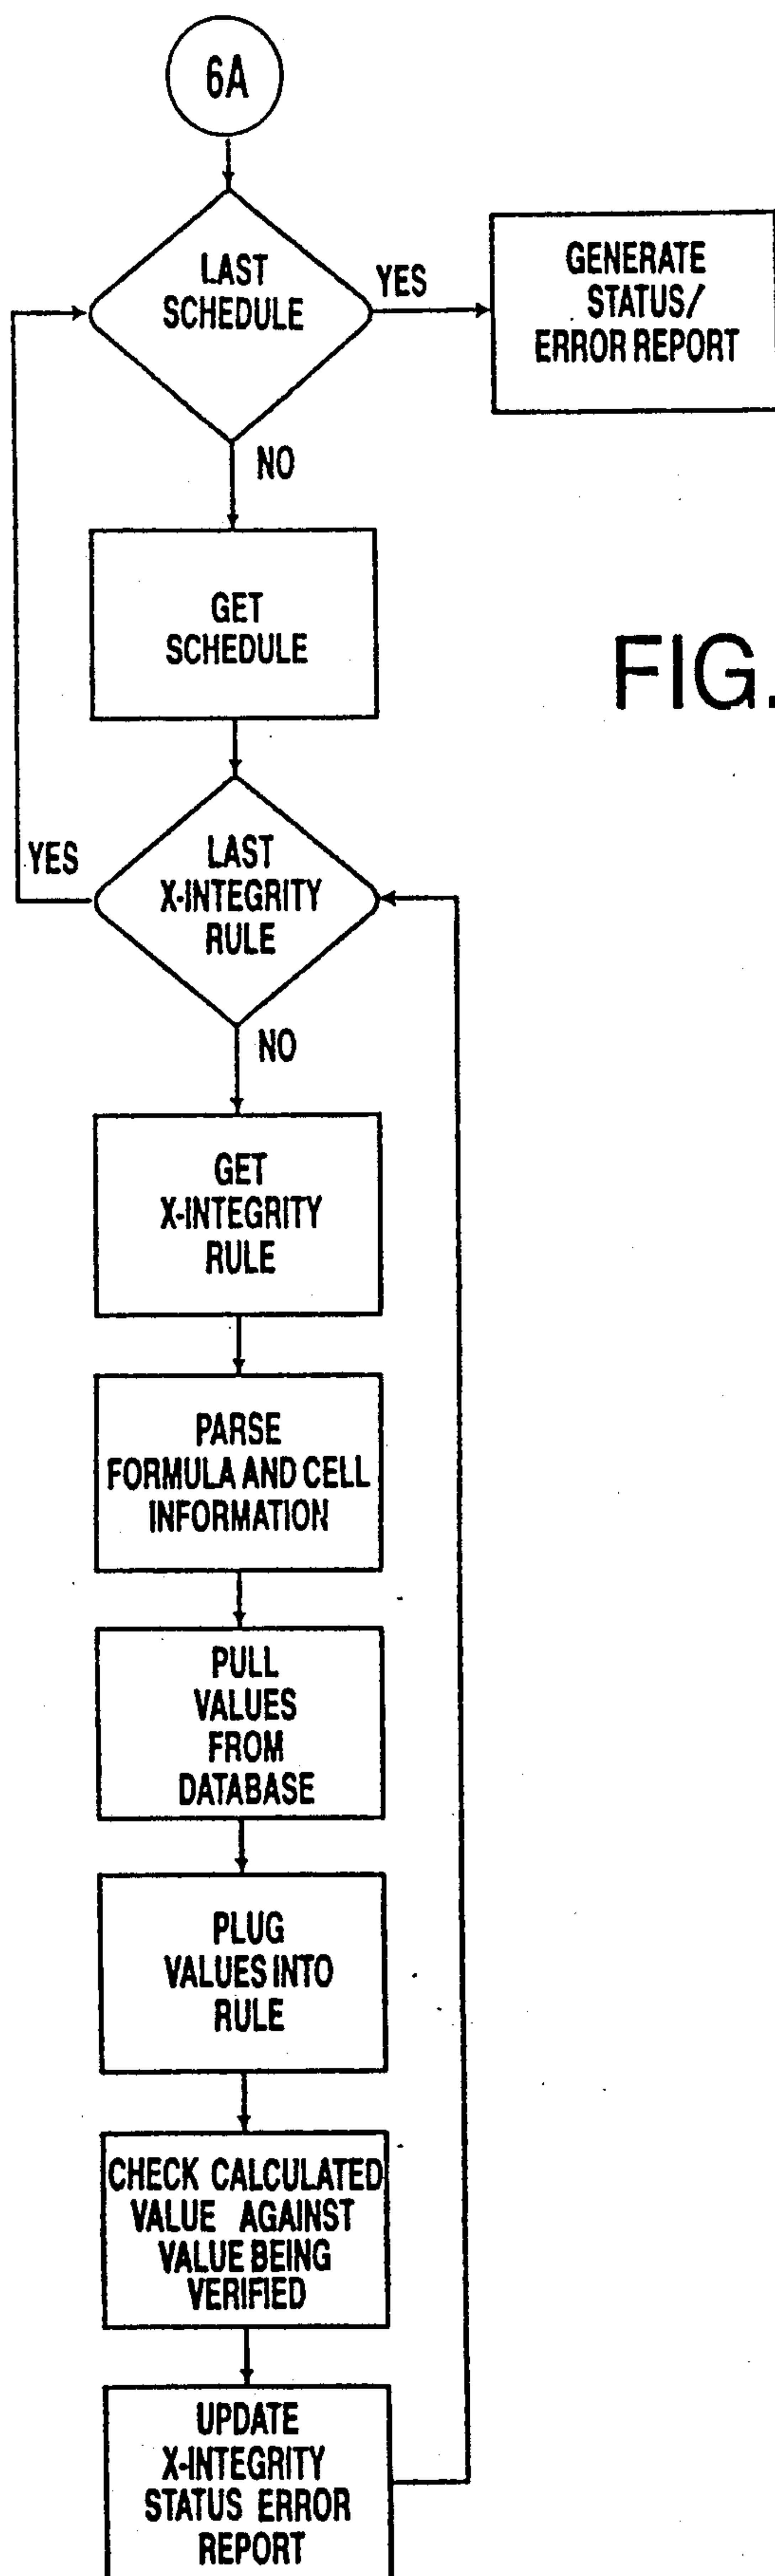 6A
LAST
SCHEDULE
YES
GENERATE
STATUS/
ERROR REPORT
NO
GET
SCHEDULE
FIG.
YES
LAST
X-INTEGRITY
RULE
NO
GET
X-INTEGRITY
RULE
PARSE
FORMULA AND CELL
INFORMATION
PULL
VALUES
FROM
DATABASE
PLUG
VALUES INTO
RULE
CHECK CALCULATED
VALUE AGAINST
VALUE BEING
VERIFIED
UPDATE
X-INTEGRITY
STATUS ERROR
REPORT